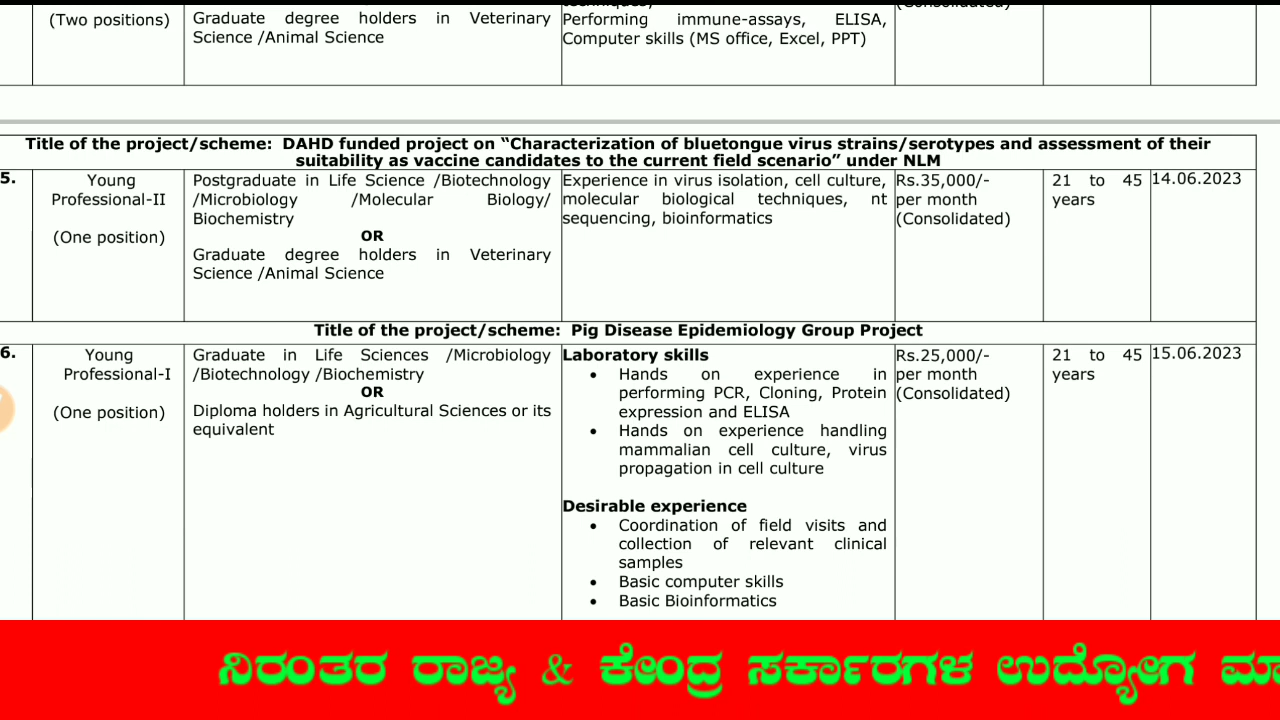 (Two positions)
Graduate degree holders in Veterinary
Science /Animal Science
Performing immune-assays, ELISA,
Computer skills (MS office, Excel, PPT)
Title of the project/scheme: DAHD funded project on “Characterization of bluetongue virus strains/serotypes and assessment of their
suitability as vaccine candidates to the current field scenario” under NLM
5.
Young
Professional-II
(One position)
Postgraduate in Life Science /Biotechnology
/Microbiology /Molecular Biology/
Biochemistry
OR
Graduate degree holders in Veterinary
Science /Animal Science
Experience in virus isolation, cell culture,
molecular biological techniques, nt
sequencing, bioinformatics
Rs.35,000/-
per month
(Consolidated)
21 to 45
years
14.06.2023
Title of the project/scheme: Pig Disease Epidemiology Group Project
6.
Young
Professional-I
(One position)
Graduate in Life Sciences /Microbiology
/Biotechnology /Biochemistry
OR
Diploma holders in Agricultural Sciences or its
equivalent
Laboratory skills
• Hands on experience in
performing PCR, Cloning, Protein
expression and ELISA
• Hands on experience handling
mammalian cell culture, virus
propagation in cell culture
Desirable experience
• Coordination of field visits and
collection of relevant clinical
samples
• Basic computer skills
• Basic Bioinformatics
Rs.25,000/-
per month
(Consolidated)
21 to 45
years
15.06.2023
ನಿರಂತರ ರಾಜ್ಯ & ಕೇಂದ್ರ ಸರ್ಕಾರಗಳ ಉದ್ಯೋಗ